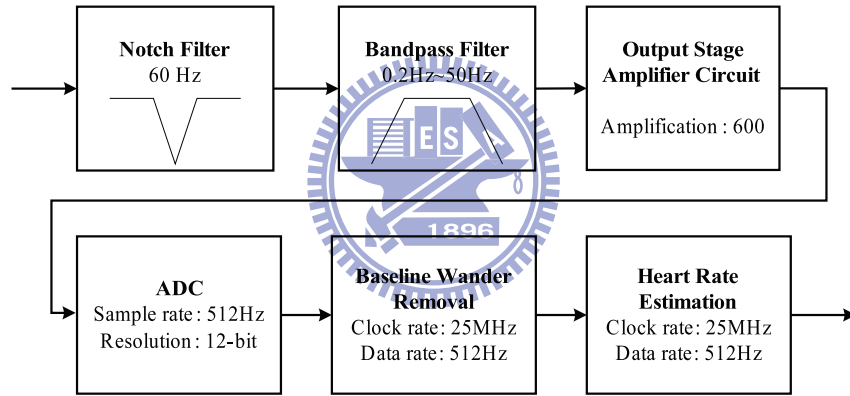 Notch Filter
60 Hz
Bandpass Filter
0.2Hz~50Hz
Output Stage
Amplifier Circuit
Amplification : 600
E S
1896
ADC
Sample rate : 512Hz
Resolution : 12-bit
Baseline Wander
Removal
Clock rate : 25MHz
Data rate : 512Hz
Heart Rate
Estimation
Clock rate : 25MHz
Data rate : 512Hz